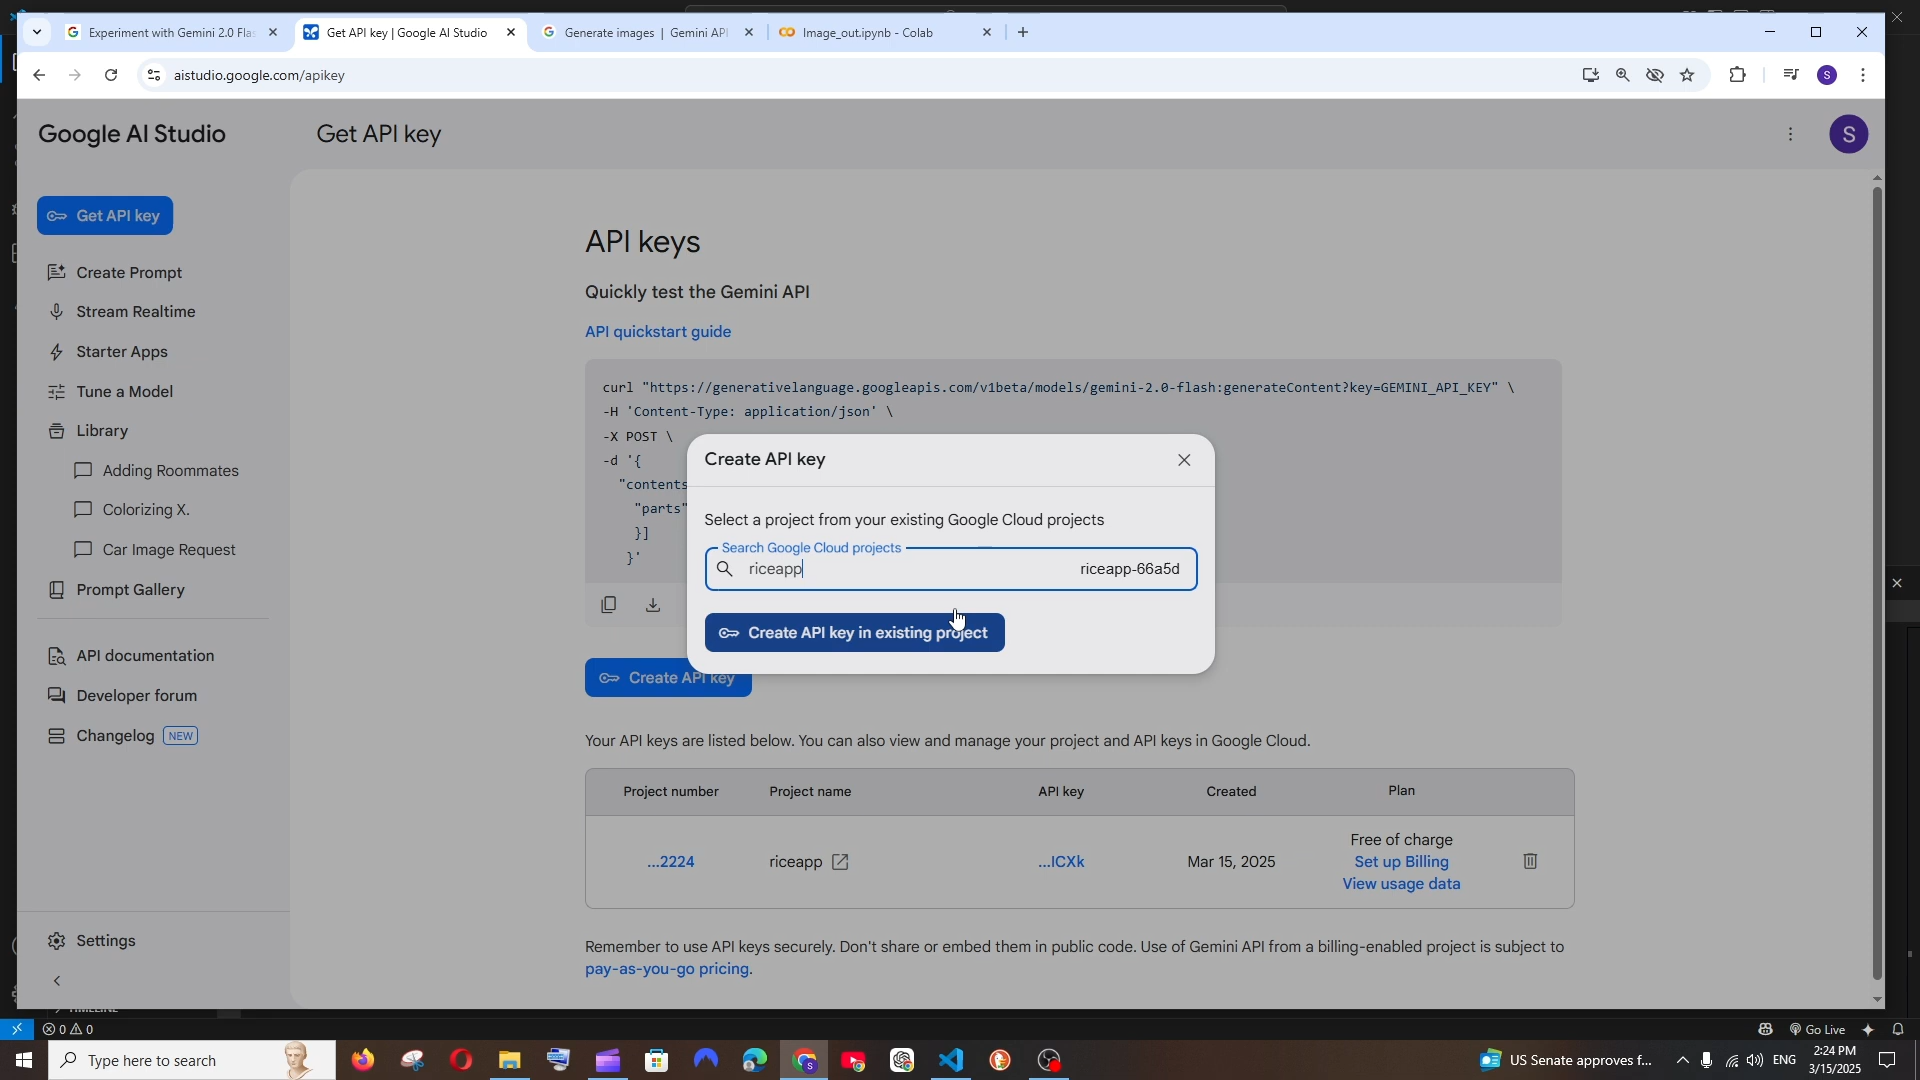 Experiment with Gemini 2.0 Fla
Get API key | Google AI Studio
Generate images | Gemini API
Image_out.ipynb - Colab
aistudio.google.com/apikey
S
Google AI Studio
Get API key
S
Get API key
Create Prompt
Stream Realtime
Starter Apps
Tune a Model
Library
Adding Roommates
Colorizing X.
Car Image Request
Prompt Gallery
API documentation
Developer forum
Changelog NEW
Settings
API keys
Quickly test the Gemini API
API quickstart guide
curl "https://generativelanguage.googleapis.com/v1beta/models/gemini-2.0-flash:generateContent?key=GEMINI_API_KEY" \
-H 'Content-Type: application/json' \
-X POST \
-d '{
"contents
"parts"
}]
}'
Create API key
Select a project from your existing Google Cloud projects
Search Google Cloud projects
riceapp riceapp-66a5d
Create API key in existing project
Create API key
Your API keys are listed below. You can also view and manage your project and API keys in Google Cloud.
Project number Project name API key Created Plan
...2224 riceapp ...ICXk Mar 15, 2025 Free of charge
Set up Billing
View usage data
Remember to use API keys securely. Don't share or embed them in public code. Use of Gemini API from a billing-enabled project is subject to
pay-as-you-go pricing.
0 0
Go Live
Type here to search
US Senate approves f...
ENG
2:24 PM
3/15/2025